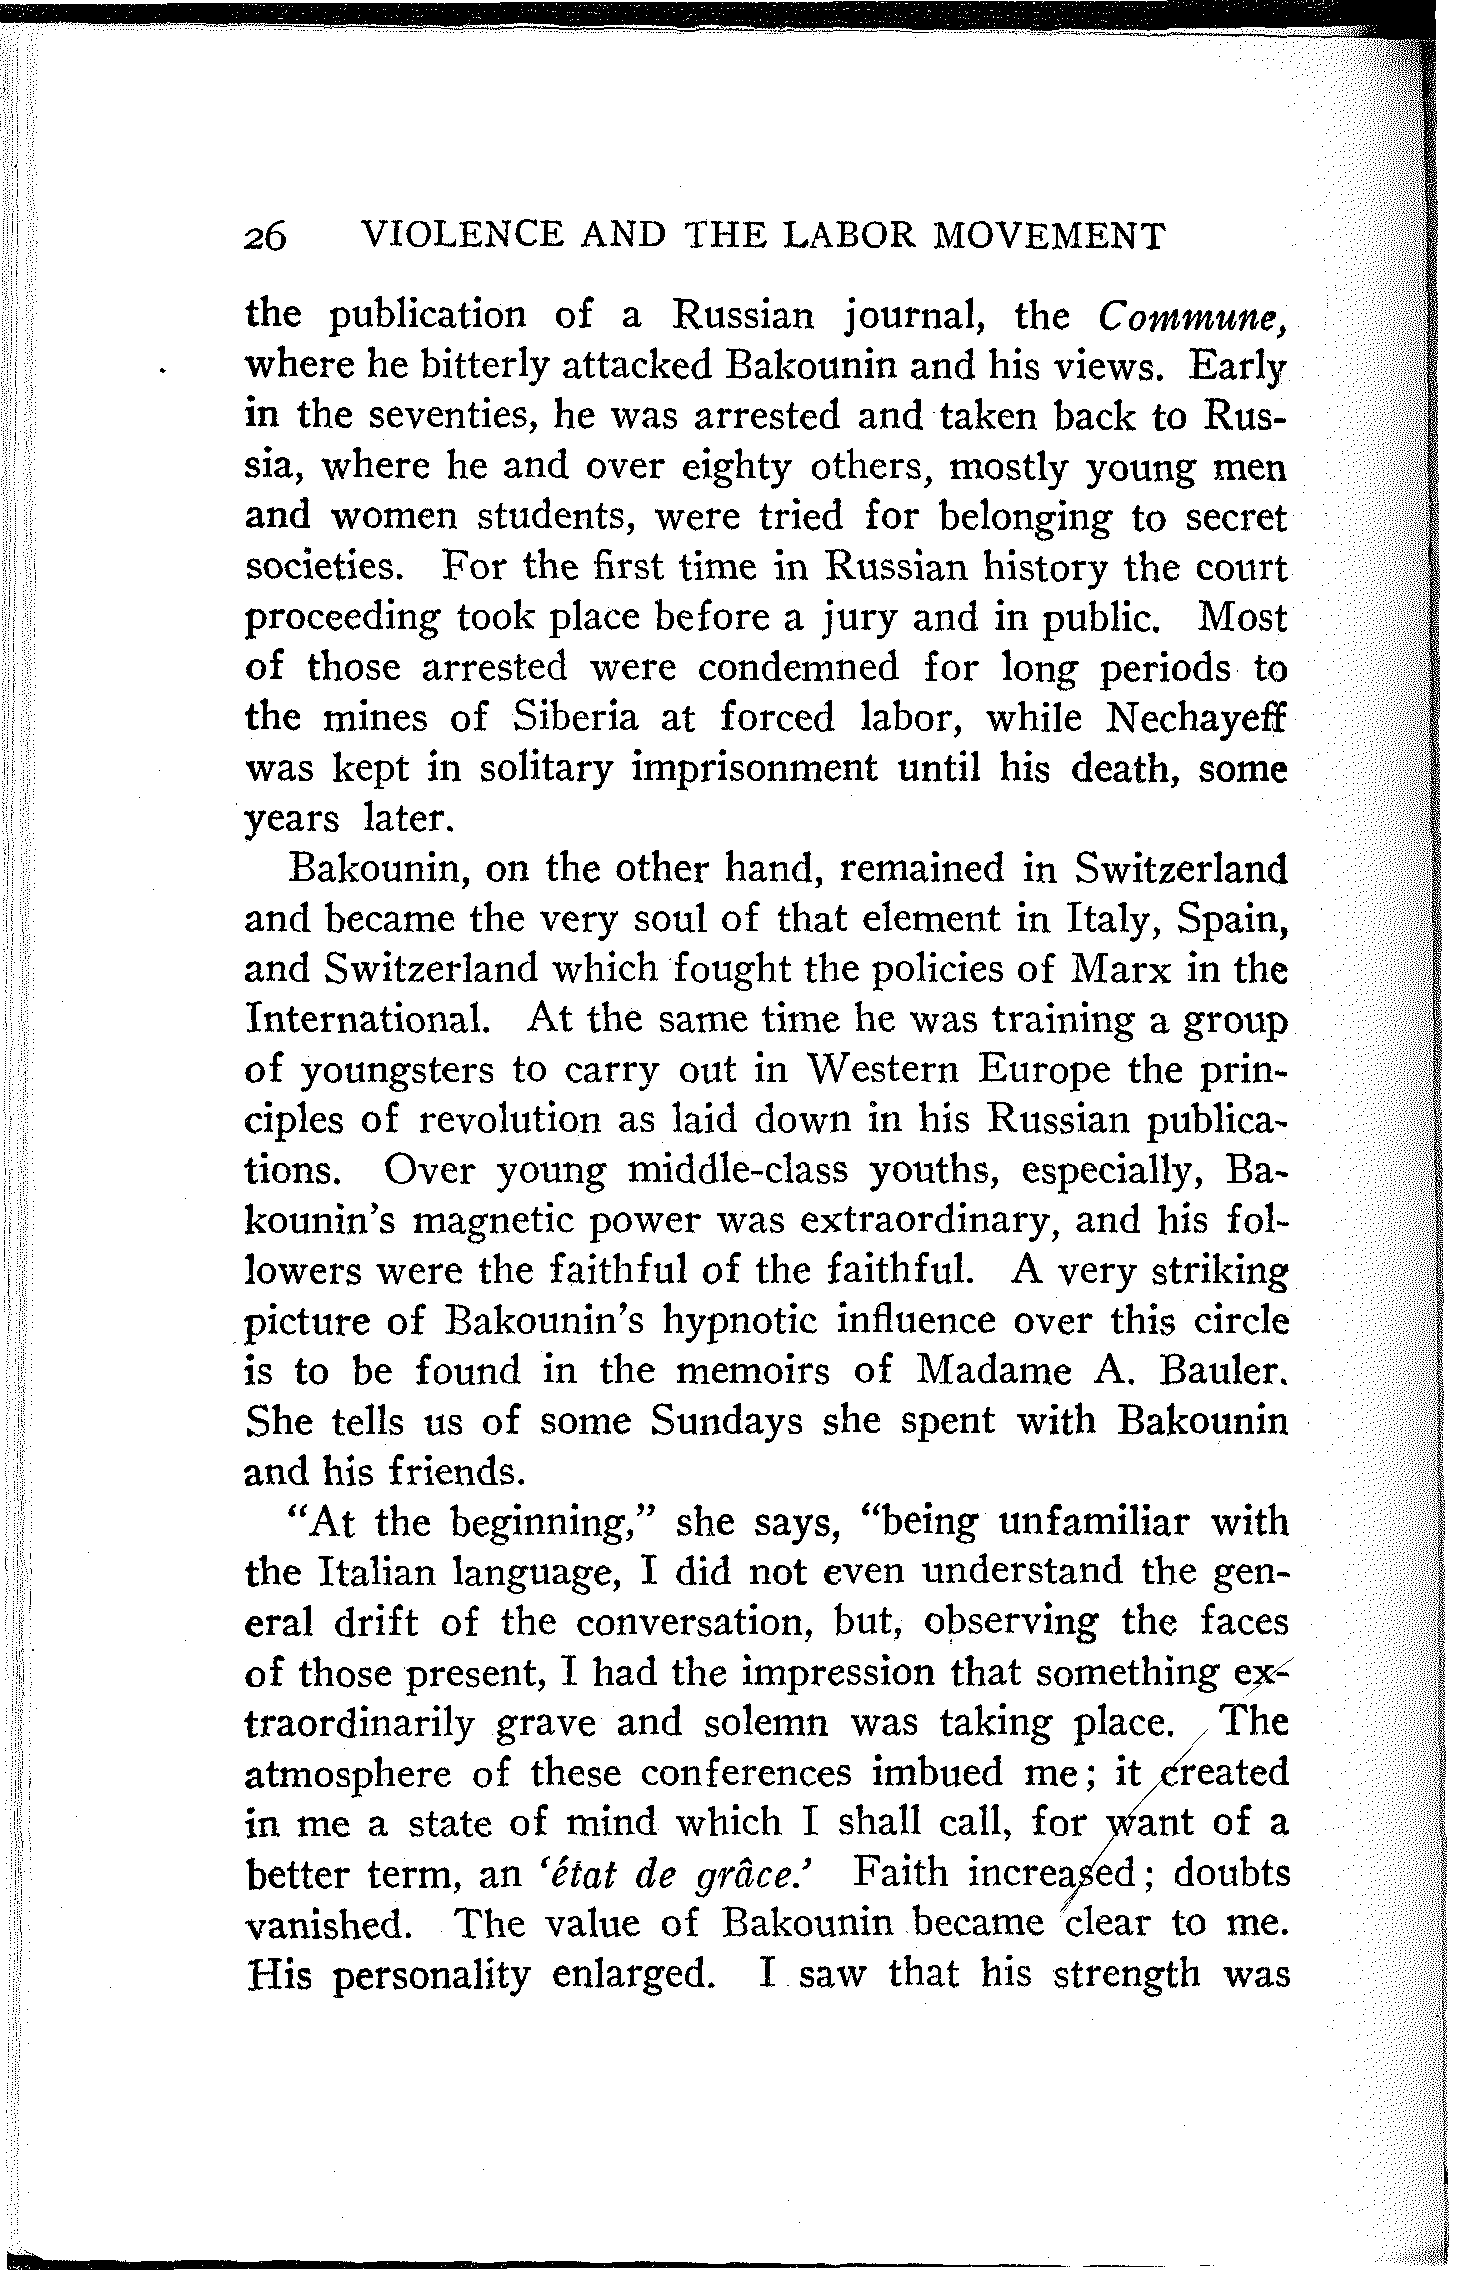 26 VIOLENCE AND THE LABOR MOVEMENT
the publication of a Russian journal, the Commune,
where he bitterly attacked Bakounin and his views. Early
in the seventies, he was arrested and taken back to Rus-
sia, where he and over eighty others, mostly young men
and women students, were tried for belonging to secret
societies. For the first time in Russian history the court
proceeding took place before a jury and in public. Most
of those arrested were condemned for long periods to
the mines of Siberia at forced labor, while Nechayeff
was kept in solitary imprisonment until his death, some
years later.
Bakounin, on the other hand, remained in Switzerland
and became the very soul of that element in Italy, Spain,
and Switzerland which fought the policies of Marx in the
International. At the same time he was training a group
of youngsters to carry out in Western Europe the prin-
ciples of revolution as laid down in his Russian publica-
tions. Over young middle-class youths, especially, Ba-
kounin's magnetic power was extraordinary, and his fol-
lowers were the faithful of the faithful. A very striking
picture of Bakounin's hypnotic influence over this circle
is to be found in the memoirs of Madame A. Bauler.
She tells us of some Sundays she spent with Bakounin
and his friends.
"At the beginning," she says, "being unfamiliar with
the Italian language, I did not even understand the gen-
eral drift of the conversation, but, observing the faces
of those present, I had the impression that something ex-
traordinarily grave and solemn was taking place. The
atmosphere of these conferences imbued me; it created
in me a state of mind which I shall call, for want of a
better term, an 'état de grâce.' Faith increased; doubts
vanished. The value of Bakounin became clear to me.
His personality enlarged. I saw that his strength was